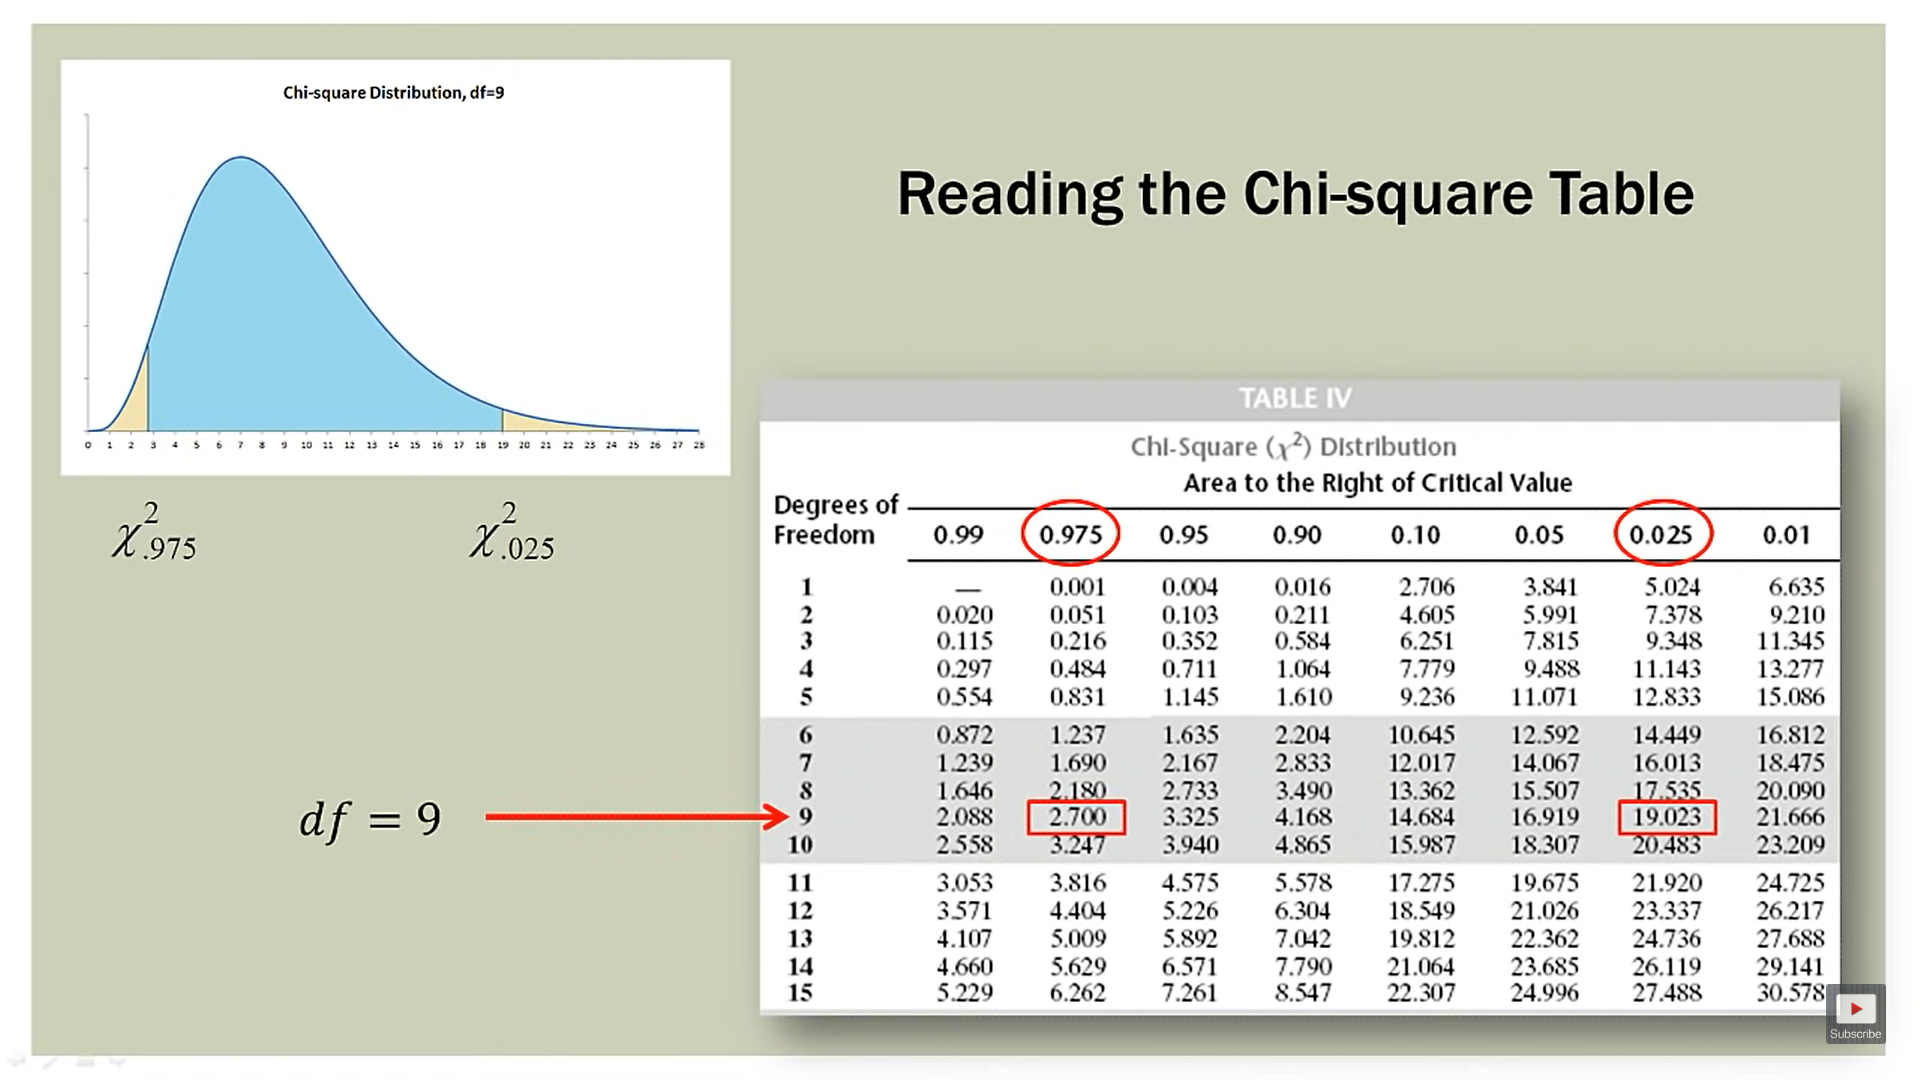 Chi-square Distribution, df=9
0 1 2 3 4 5 6 7 8 9 10 11 12 13 14 15 16 17 18 19 20 21 22 23 24 25 26 27 28
χ².975 χ².025
Reading the Chi-square Table
df = 9
TABLE IV
Chi-Square (χ²) Distribution
Area to the Right of Critical Value
Degrees of
Freedom 0.99 0.975 0.95 0.90 0.10 0.05 0.025 0.01
1 — 0.001 0.004 0.016 2.706 3.841 5.024 6.635
2 0.020 0.051 0.103 0.211 4.605 5.991 7.378 9.210
3 0.115 0.216 0.352 0.584 6.251 7.815 9.348 11.345
4 0.297 0.484 0.711 1.064 7.779 9.488 11.143 13.277
5 0.554 0.831 1.145 1.610 9.236 11.071 12.833 15.086
6 0.872 1.237 1.635 2.204 10.645 12.592 14.449 16.812
7 1.239 1.690 2.167 2.833 12.017 14.067 16.013 18.475
8 1.646 2.180 2.733 3.490 13.362 15.507 17.535 20.090
9 2.088 2.700 3.325 4.168 14.684 16.919 19.023 21.666
10 2.558 3.247 3.940 4.865 15.987 18.307 20.483 23.209
11 3.053 3.816 4.575 5.578 17.275 19.675 21.920 24.725
12 3.571 4.404 5.226 6.304 18.549 21.026 23.337 26.217
13 4.107 5.009 5.892 7.042 19.812 22.362 24.736 27.688
14 4.660 5.629 6.571 7.790 21.064 23.685 26.119 29.141
15 5.229 6.262 7.261 8.547 22.307 24.996 27.488 30.578
Subscribe